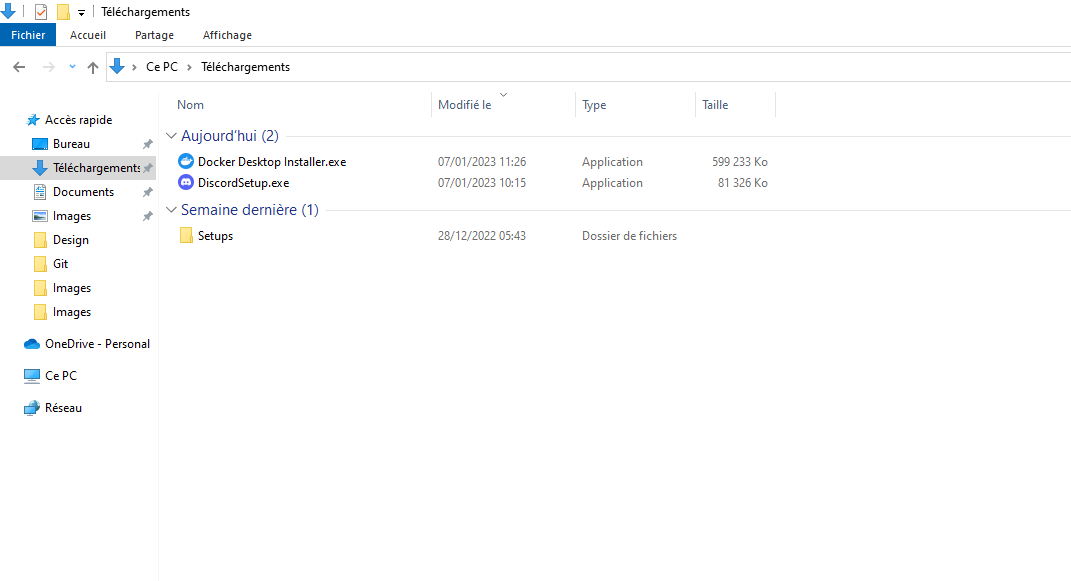 Téléchargements
Fichier Accueil Partage Affichage
Ce PC Téléchargements
Nom Modifié le Type Taille
Accès rapide
Bureau
Téléchargements
Documents
Images
Design
Git
Images
Images
OneDrive - Personal
Ce PC
Réseau
Aujourd'hui (2)
Docker Desktop Installer.exe 07/01/2023 11:26 Application 599 233 Ko
DiscordSetup.exe 07/01/2023 10:15 Application 81 326 Ko
Semaine dernière (1)
Setups 28/12/2022 05:43 Dossier de fichiers